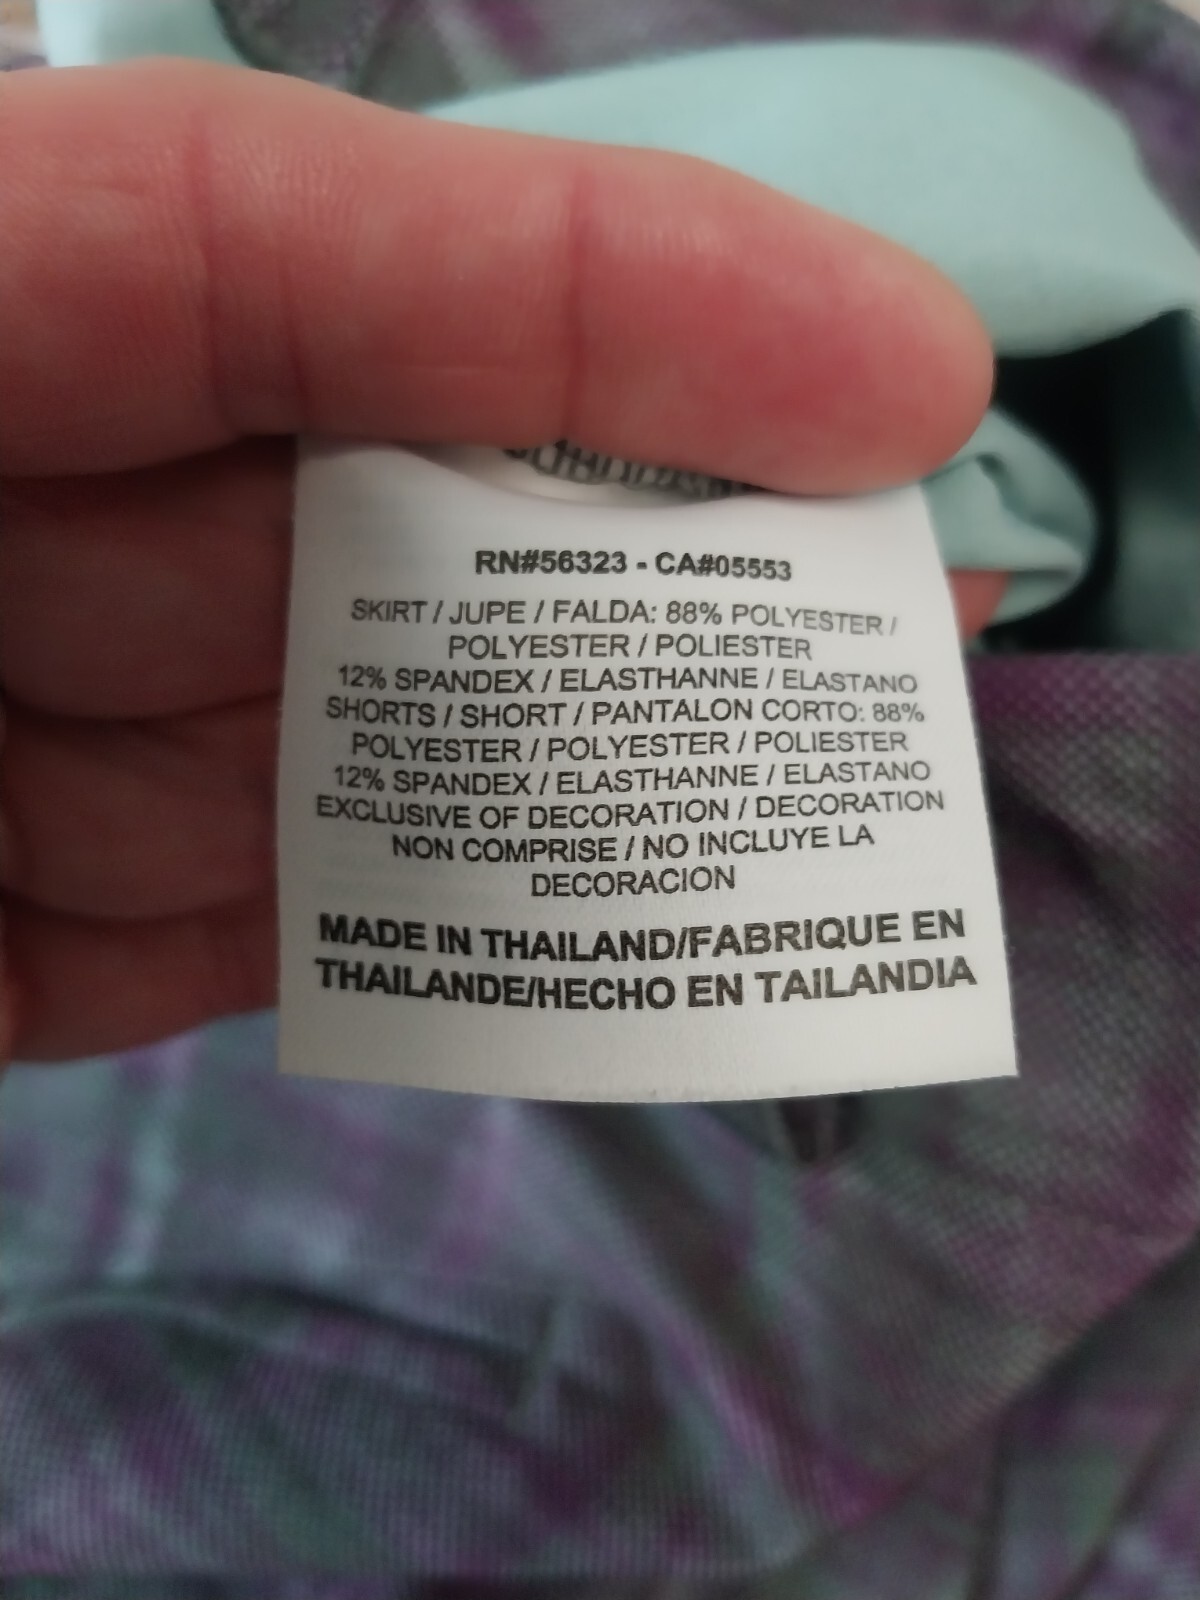 RN#56323 - CA#05553
SKIRT / JUPE / FALDA: 88% POLYESTER /
POLYESTER / POLIESTER
12% SPANDEX / ELASTHANNE / ELASTANO
SHORTS / SHORT / PANTALON CORTO: 88%
POLYESTER / POLYESTER / POLIESTER
12% SPANDEX / ELASTHANNE / ELASTANO
EXCLUSIVE OF DECORATION / DECORATION
NON COMPRISE / NO INCLUYE LA
DECORACION
MADE IN THAILAND/FABRIQUE EN
THAILANDE/HECHO EN TAILANDIA